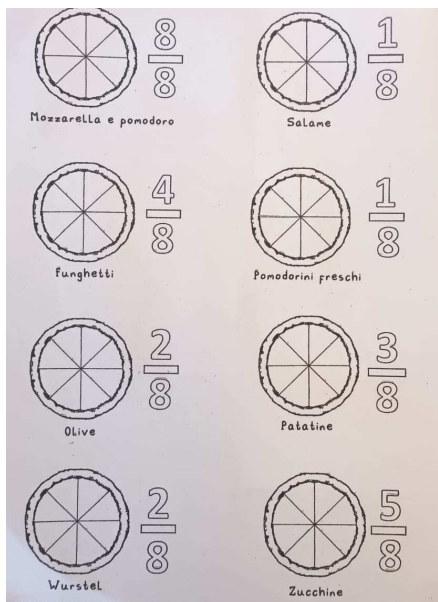 8/8
Mozzarella e pomodoro
1/8
Salame
4/8
Funghetti
1/8
Pomodorini freschi
2/8
Olive
3/8
Patatine
2/8
Wurstel
5/8
Zucchine